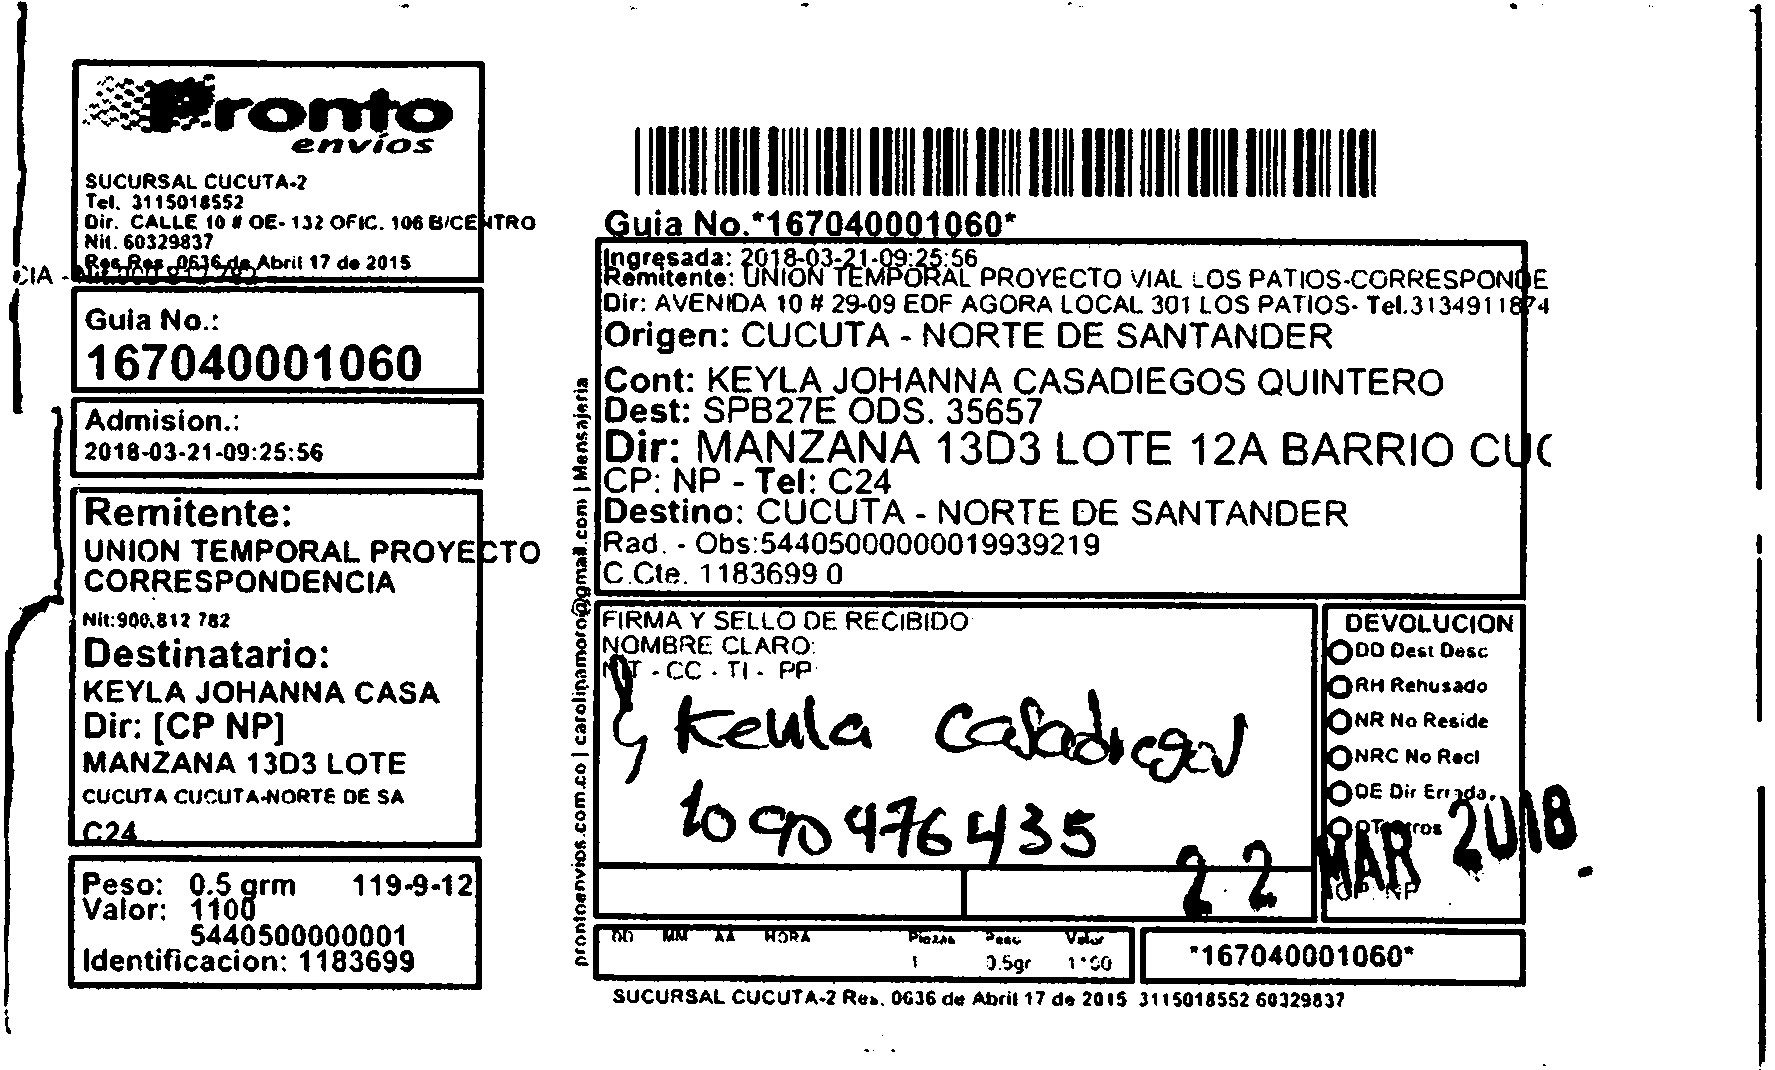 Pronto
envíos
SUCURSAL CUCUTA-2
Tel. 3115018552
Dir. CALLE 10 # OE- 132 OFIC. 106 B/CENTRO
Nit. 60329837
Res.Res. 0636 de Abril 17 de 2015
CIA -
Guia No.:
167040001060
Admision.:
2018-03-21-09:25:56
Remitente:
UNION TEMPORAL PROYECTO
CORRESPONDENCIA
Nit:900.812 782
Destinatario:
KEYLA JOHANNA CASA
Dir: [CP NP]
MANZANA 13D3 LOTE
CUCUTA CUCUTA-NORTE DE SA
C24
Peso: 0.5 grm 119-9-12
Valor: 1100
5440500000001
Identificacion: 1183699
prontoenvios.com.co | carolinamoro@gmail.com | Mensajeria
Guia No.*167040001060*
Ingresada: 2018-03-21-09:25:56
Remitente: UNION TEMPORAL PROYECTO VIAL LOS PATIOS-CORRESPONDE
Dir: AVENIDA 10 # 29-09 EDF AGORA LOCAL 301 LOS PATIOS- Tel.3134911874
Origen: CUCUTA - NORTE DE SANTANDER
Cont: KEYLA JOHANNA CASADIEGOS QUINTERO
Dest: SPB27E ODS. 35657
Dir: MANZANA 13D3 LOTE 12A BARRIO CUC
CP: NP - Tel: C24
Destino: CUCUTA - NORTE DE SANTANDER
Rad. - Obs:54405000000019939219
C.Cte. 1183699 0
FIRMA Y SELLO DE RECIBIDO
NOMBRE CLARO:
NIT - CC - TI - PP
Keyla Casadiegos
1090476435
22 MAR 2018
DEVOLUCION
DD Dest Desc
RH Rehusado
NR No Reside
NRC No Recl
DE Dir Errada
OT Otros
CP: NP
DD MM AA HORA Piezas Peso Valor
1 0.5gr 1100
*167040001060*
SUCURSAL CUCUTA-2 Res. 0636 de Abril 17 de 2015 3115018552 60329837